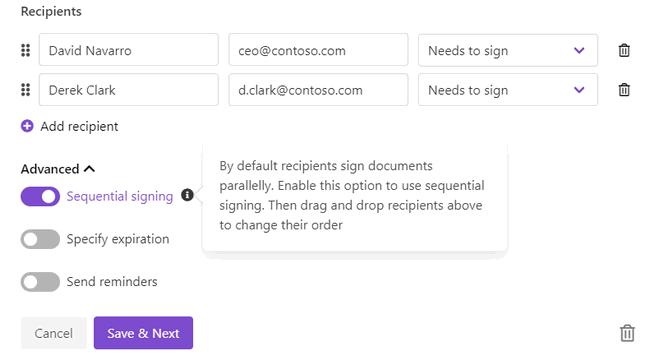 Recipients
David Navarro ceo@contoso.com Needs to sign
Derek Clark d.clark@contoso.com Needs to sign
Add recipient
Advanced
Sequential signing
By default recipients sign documents
parallelly. Enable this option to use sequential
signing. Then drag and drop recipients above
to change their order
Specify expiration
Send reminders
Cancel Save & Next